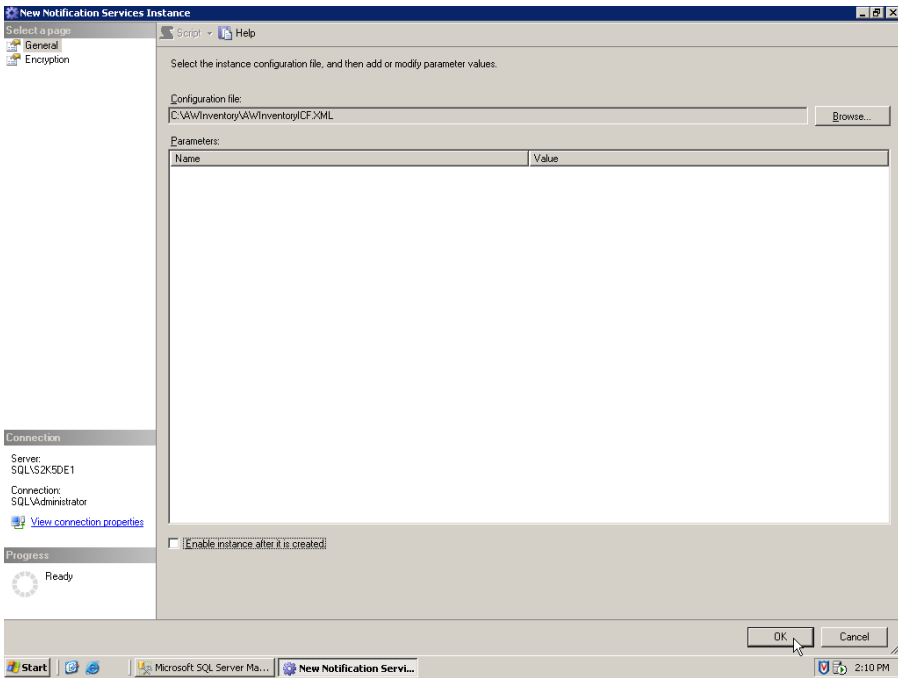 New Notification Services Instance
Select a page
General
Encryption
Script Help
Select the instance configuration file, and then add or modify parameter values.
Configuration file:
C:\AWInventory\AWInventoryICF.XML
Browse...
Parameters:
Name Value
Connection
Server:
SQL\S2K5DE1
Connection:
SQL\Administrator
View connection properties
Enable instance after it is created
Progress
Ready
OK Cancel
Start Microsoft SQL Server Ma... New Notification Servi... 2:10 PM